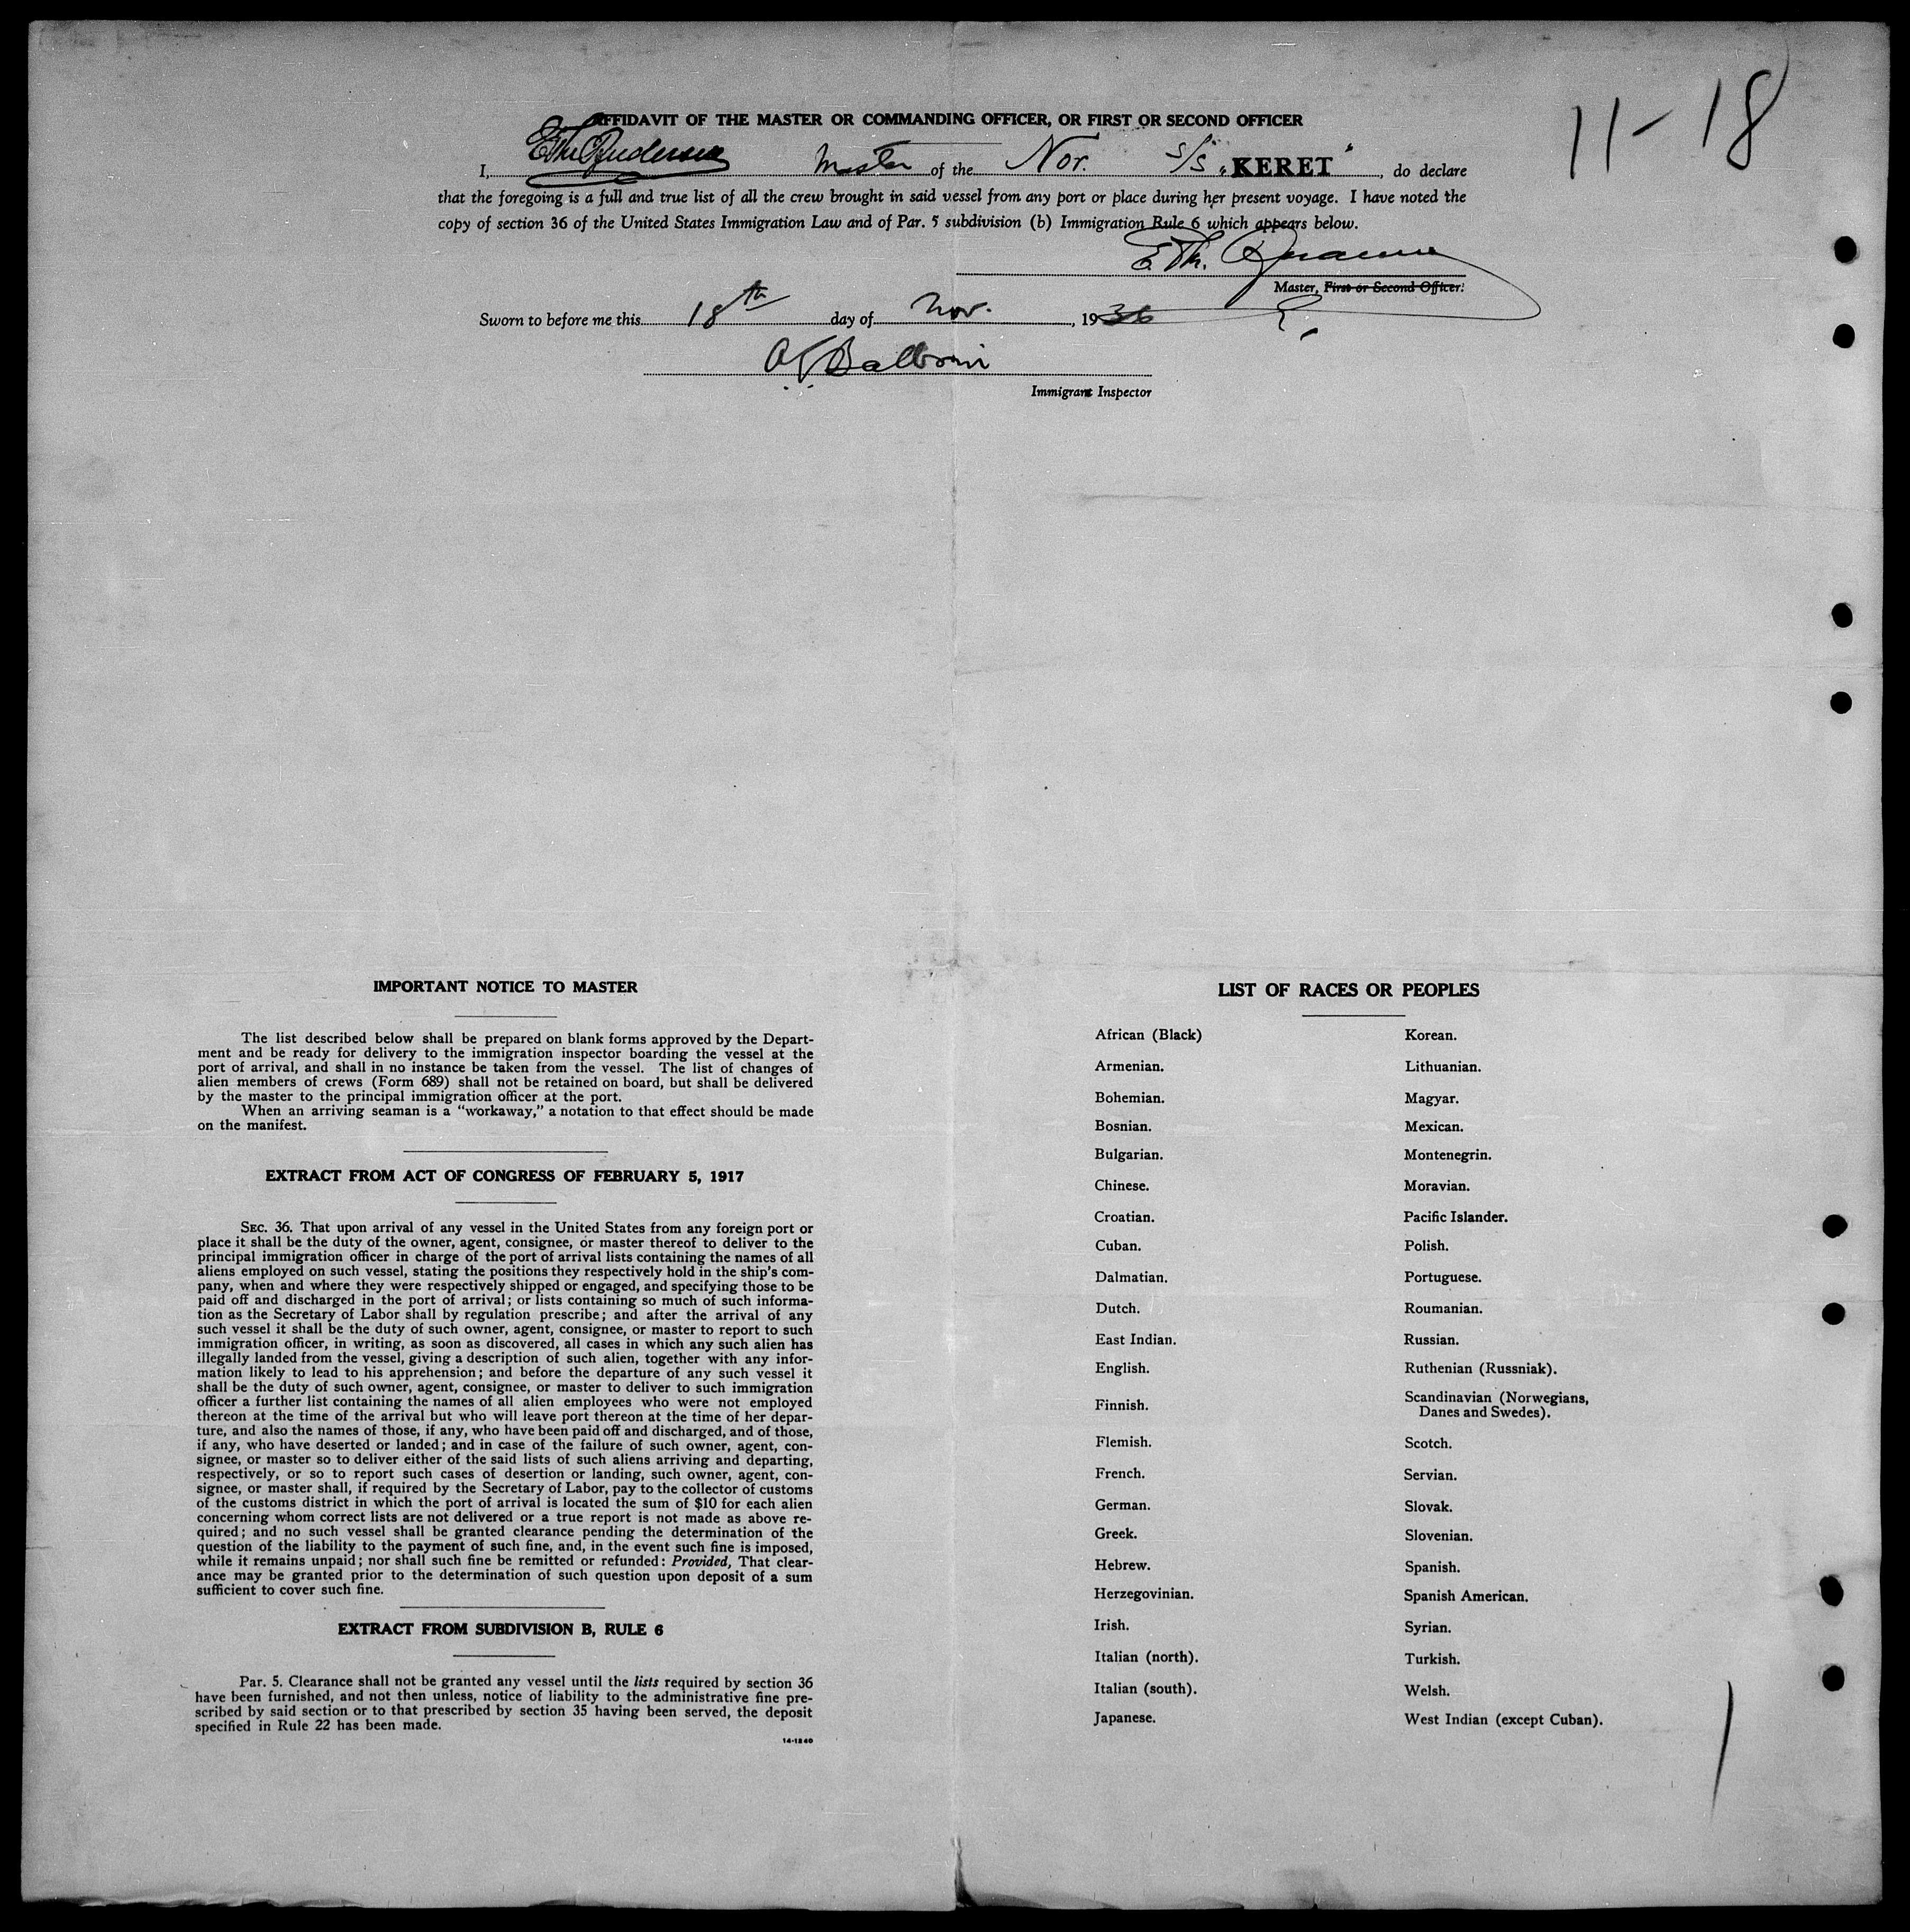 11-18
AFFIDAVIT OF THE MASTER OR COMMANDING OFFICER, OR FIRST OR SECOND OFFICER
I, E Th Andersen Master of the Nor. S/S "KERET", do declare
that the foregoing is a full and true list of all the crew brought in said vessel from any port or place during her present voyage. I have noted the
copy of section 36 of the United States Immigration Law and of Par. 5 subdivision (b) Immigration Rule 6 which appears below.
E. Th.
Master, First or Second Officer.
Sworn to before me this 18th day of Nov., 1936
Immigrant Inspector
IMPORTANT NOTICE TO MASTER
The list described below shall be prepared on blank forms approved by the Depart-
ment and be ready for delivery to the immigration inspector boarding the vessel at the
port of arrival, and shall in no instance be taken from the vessel. The list of changes of
alien members of crews (Form 689) shall not be retained on board, but shall be delivered
by the master to the principal immigration officer at the port.
When an arriving seaman is a "workaway," a notation to that effect should be made
on the manifest.
EXTRACT FROM ACT OF CONGRESS OF FEBRUARY 5, 1917
SEC. 36. That upon arrival of any vessel in the United States from any foreign port or
place it shall be the duty of the owner, agent, consignee, or master thereof to deliver to the
principal immigration officer in charge of the port of arrival lists containing the names of all
aliens employed on such vessel, stating the positions they respectively hold in the ship's com-
pany, when and where they were respectively shipped or engaged, and specifying those to be
paid off and discharged in the port of arrival; or lists containing so much of such informa-
tion as the Secretary of Labor shall by regulation prescribe; and after the arrival of any
such vessel it shall be the duty of such owner, agent, consignee, or master to report to such
immigration officer, in writing, as soon as discovered, all cases in which any such alien has
illegally landed from the vessel, giving a description of such alien, together with any infor-
mation likely to lead to his apprehension; and before the departure of any such vessel it
shall be the duty of such owner, agent, consignee, or master to deliver to such immigration
officer a further list containing the names of all alien employees who were not employed
thereon at the time of the arrival but who will leave port thereon at the time of her depar-
ture, and also the names of those, if any, who have been paid off and discharged, and of those,
if any, who have deserted or landed; and in case of the failure of such owner, agent, con-
signee, or master so to deliver either of the said lists of such aliens arriving and departing,
respectively, or so to report such cases of desertion or landing, such owner, agent, con-
signee, or master shall, if required by the Secretary of Labor, pay to the collector of customs
of the customs district in which the port of arrival is located the sum of $10 for each alien
concerning whom correct lists are not delivered or a true report is not made as above re-
quired; and no such vessel shall be granted clearance pending the determination of the
question of the liability to the payment of such fine, and, in the event such fine is imposed,
while it remains unpaid; nor shall such fine be remitted or refunded: Provided, That clear-
ance may be granted prior to the determination of such question upon deposit of a sum
sufficient to cover such fine.
EXTRACT FROM SUBDIVISION B, RULE 6
Par. 5. Clearance shall not be granted any vessel until the lists required by section 36
have been furnished, and not then unless, notice of liability to the administrative fine pre-
scribed by said section or to that prescribed by section 35 having been served, the deposit
specified in Rule 22 has been made.
14-1240
LIST OF RACES OR PEOPLES
African (Black)
Armenian.
Bohemian.
Bosnian.
Bulgarian.
Chinese.
Croatian.
Cuban.
Dalmatian.
Dutch.
East Indian.
English.
Finnish.
Flemish.
French.
German.
Greek.
Hebrew.
Herzegovinian.
Irish.
Italian (north).
Italian (south).
Japanese.
Korean.
Lithuanian.
Magyar.
Mexican.
Montenegrin.
Moravian.
Pacific Islander.
Polish.
Portuguese.
Roumanian.
Russian.
Ruthenian (Russniak).
Scandinavian (Norwegians,
Danes and Swedes).
Scotch.
Servian.
Slovak.
Slovenian.
Spanish.
Spanish American.
Syrian.
Turkish.
Welsh.
West Indian (except Cuban).